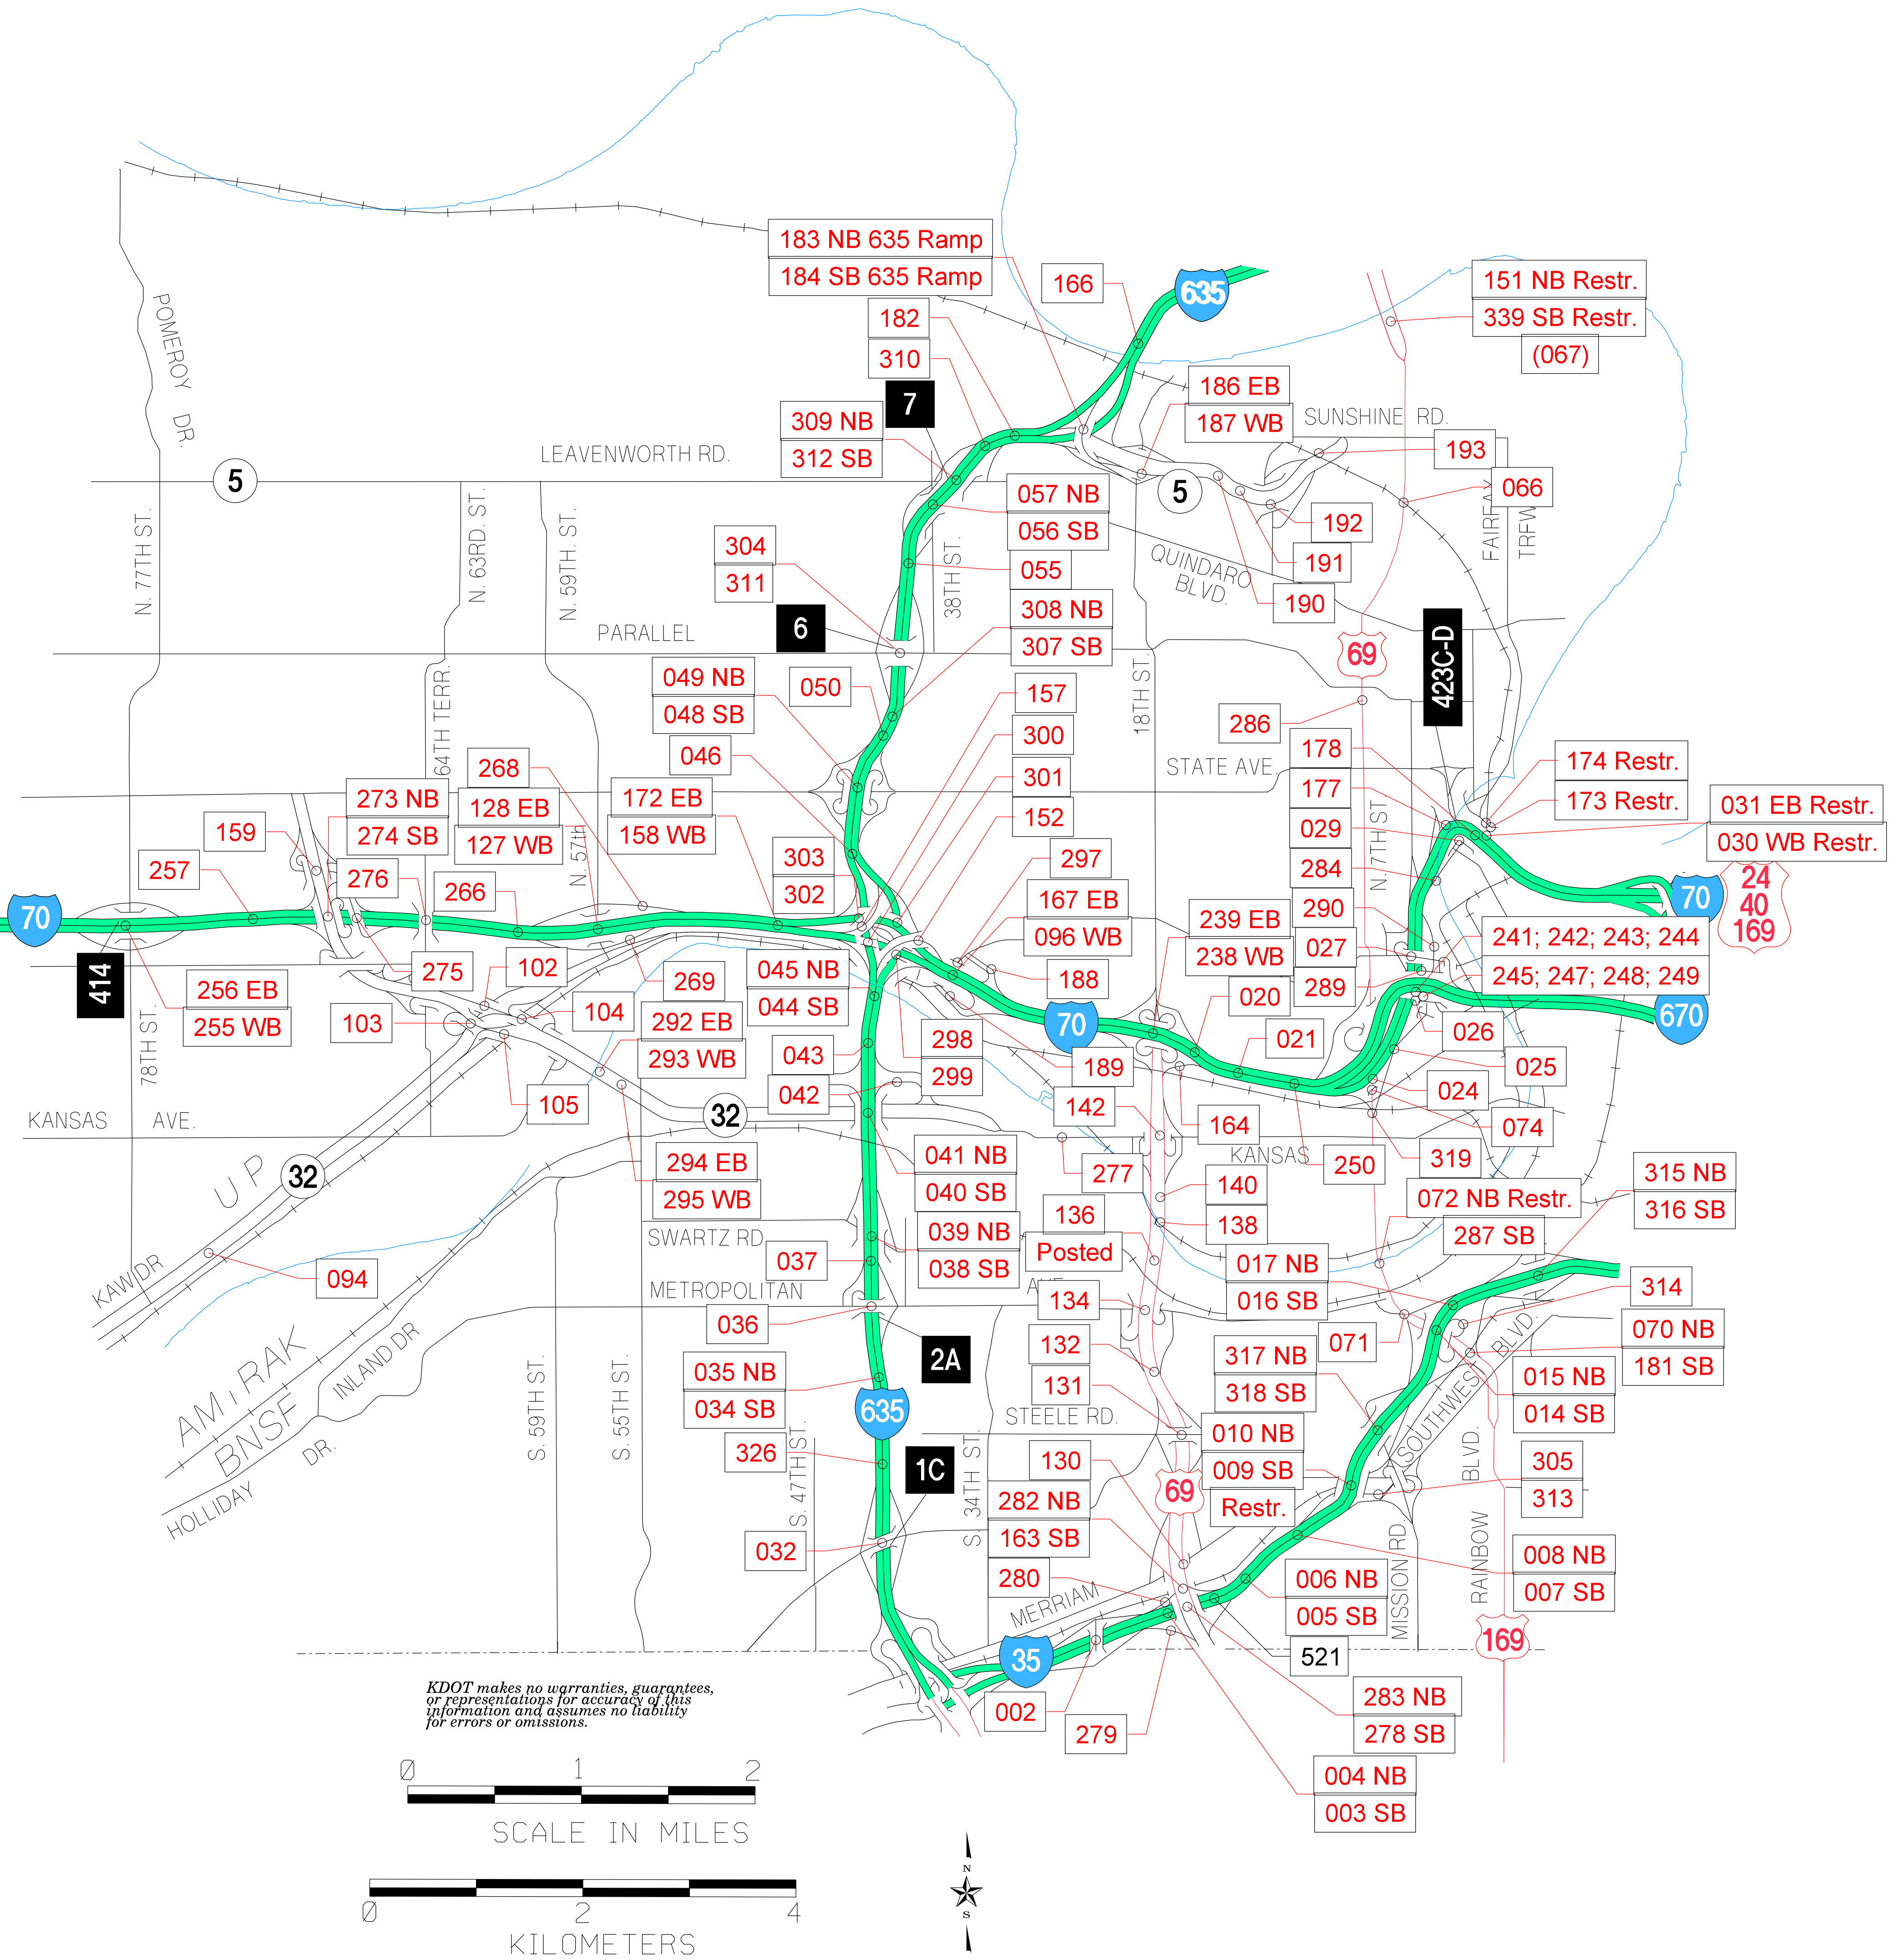 183 NB 635 Ramp
184 SB 635 Ramp
166
635
151 NB Restr.
339 SB Restr.
(067)
182
310
7
POMEROY DR.
186 EB
187 WB
SUNSHINE RD.
309 NB
312 SB
LEAVENWORTH RD.
193
5
057 NB
056 SB
5
066
192
FAIRFAX
TRFW
304
311
055
38TH ST.
QUINDARO
BLVD.
191
190
N. 77TH ST.
N. 63RD. ST.
N. 59TH. ST.
308 NB
307 SB
6
PARALLEL
69
423C-D
049 NB
048 SB
050
157
18TH ST.
64TH TERR.
286
300
046
178
174 Restr.
268
STATE AVE.
301
177
173 Restr.
273 NB
274 SB
128 EB
127 WB
172 EB
158 WB
152
031 EB Restr.
030 WB Restr.
159
029
N. 7TH ST
303
302
297
N. 57th
257
276
266
284
24
40
169
70
70
167 EB
096 WB
239 EB
238 WB
290
241; 242; 243; 244
245; 247; 248; 249
027
414
275
102
269
045 NB
044 SB
188
020
289
256 EB
255 WB
670
103
104
292 EB
293 WB
70
026
78TH ST.
043
298
299
021
025
189
042
105
142
024
KANSAS AVE.
32
164
074
041 NB
040 SB
277
KANSAS
250
319
U P
32
294 EB
295 WB
140
072 NB Restr.
287 SB
315 NB
316 SB
136
Posted
138
039 NB
038 SB
SWARTZ RD
037
017 NB
016 SB
094
KAW DR
METROPOLITAN
AVE
134
314
036
071
070 NB
181 SB
132
2A
317 NB
318 SB
BLVD.
INLAND DR
035 NB
034 SB
131
015 NB
014 SB
AMTRAK
BNSF
S. 59TH ST.
S. 55TH ST.
635
STEELE RD.
SOUTHWEST
010 NB
009 SB
Restr.
DR.
326
S. 47TH ST.
1C
130
BLVD.
305
313
HOLLIDAY
S. 34TH ST.
282 NB
163 SB
69
032
280
MISSION RD.
RAINBOW
008 NB
007 SB
006 NB
005 SB
MERRIAM
169
35
521
KDOT makes no warranties, guarantees,
or representations for accuracy of this
information and assumes no liability
for errors or omissions.
002
279
283 NB
278 SB
004 NB
003 SB
0 1 2
SCALE IN MILES
0 2 4
KILOMETERS
N
S